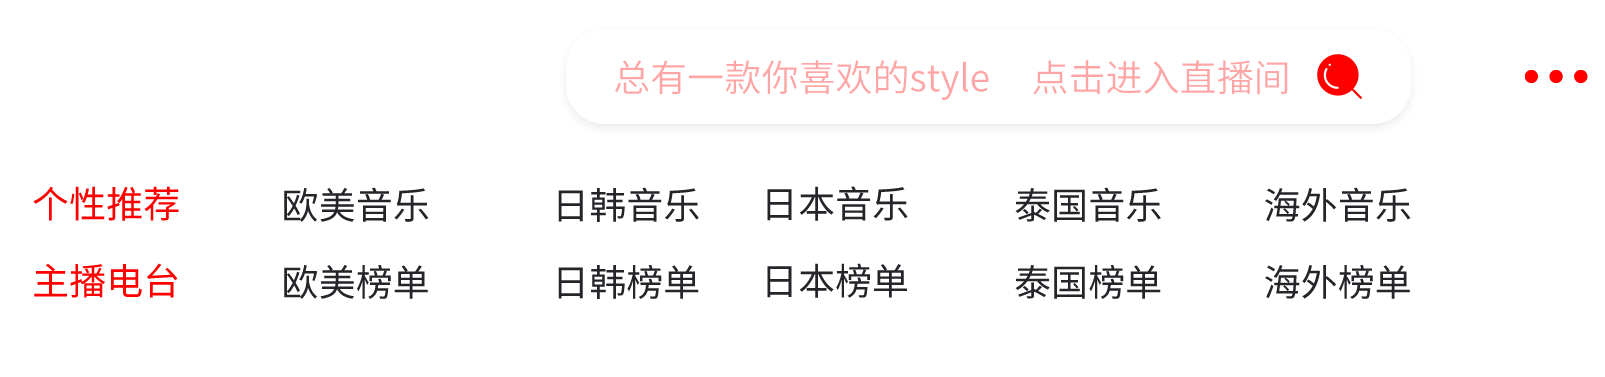 总有一款你喜欢的style 点击进入直播间
个性推荐 欧美音乐 日韩音乐 日本音乐 泰国音乐 海外音乐
主播电台 欧美榜单 日韩榜单 日本榜单 泰国榜单 海外榜单